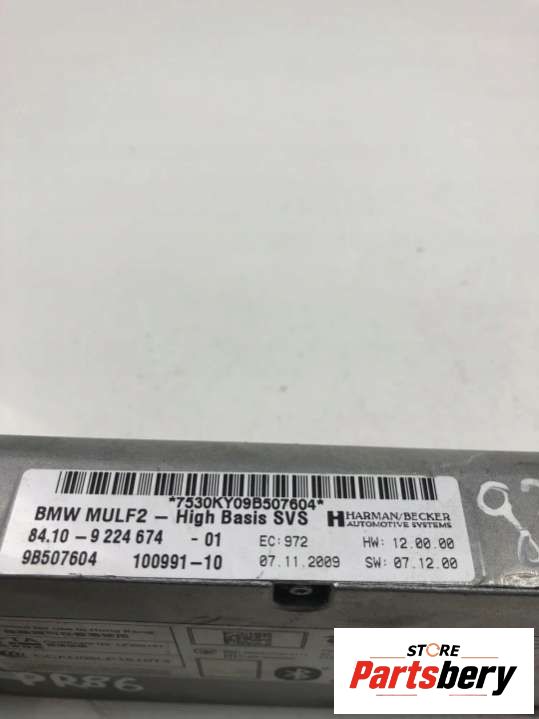 *7530KY09B507604*
BMW MULF2 – High Basis SVS
HARMAN/BECKER
AUTOMOTIVE SYSTEMS
84.10- 9 224 674 -01 EC: 972 HW: 12.00.00
9B507604 100991-10 07.11.2009 SW: 07.12.00
PR86
STORE
Partsbery